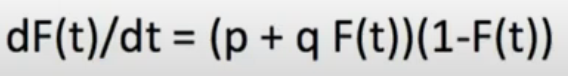 dF(t)/dt = (p + q F(t))(1-F(t))